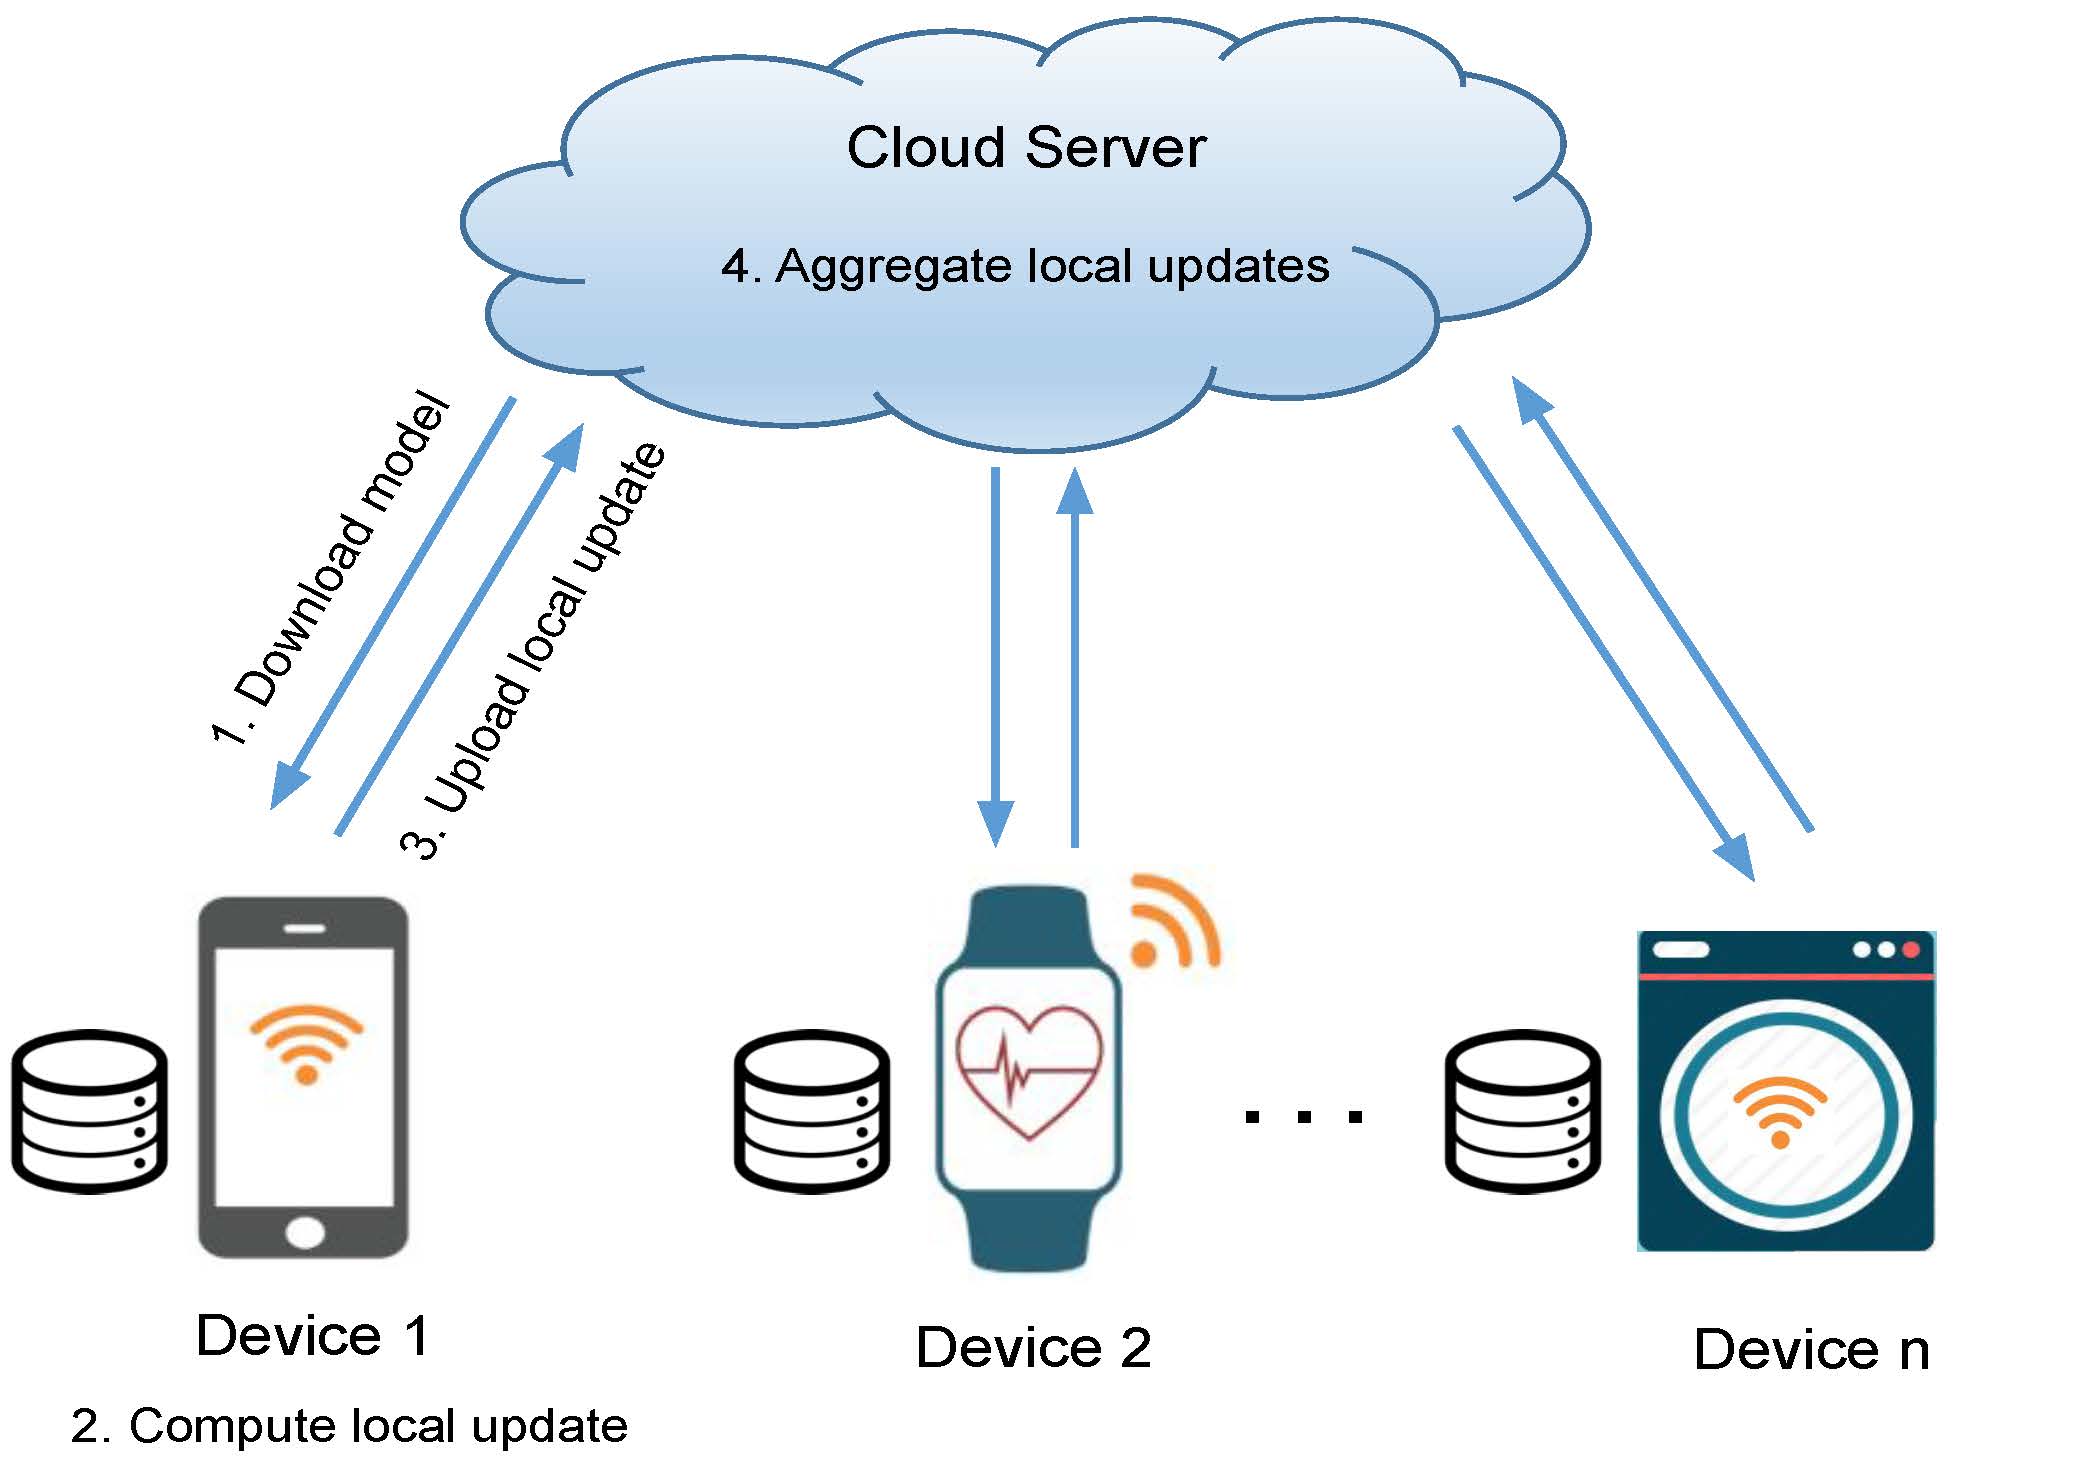 Cloud Server
4. Aggregate local updates
1. Download model
3. Upload local update
. . .
Device 1
Device 2
Device n
2. Compute local update